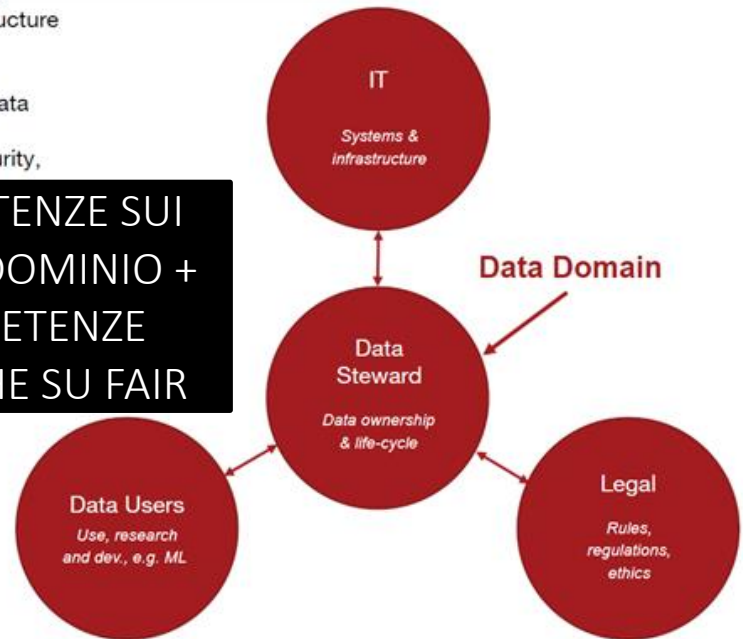 ucture
ata
urity,
TENZE SUI
DOMINIO +
ETENZE
IE SU FAIR
IT
Systems &
infrastructure
Data Domain
Data
Steward
Data ownership
& life-cycle
Data Users
Use, research
and dev., e.g. ML
Legal
Rules,
regulations,
ethics